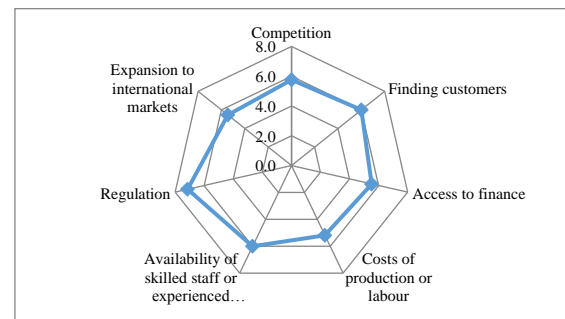 Competition
8.0
6.0
4.0
2.0
0.0
Finding customers
Access to finance
Costs of
production or
labour
Availability of
skilled staff or
experienced…
Regulation
Expansion to
international
markets